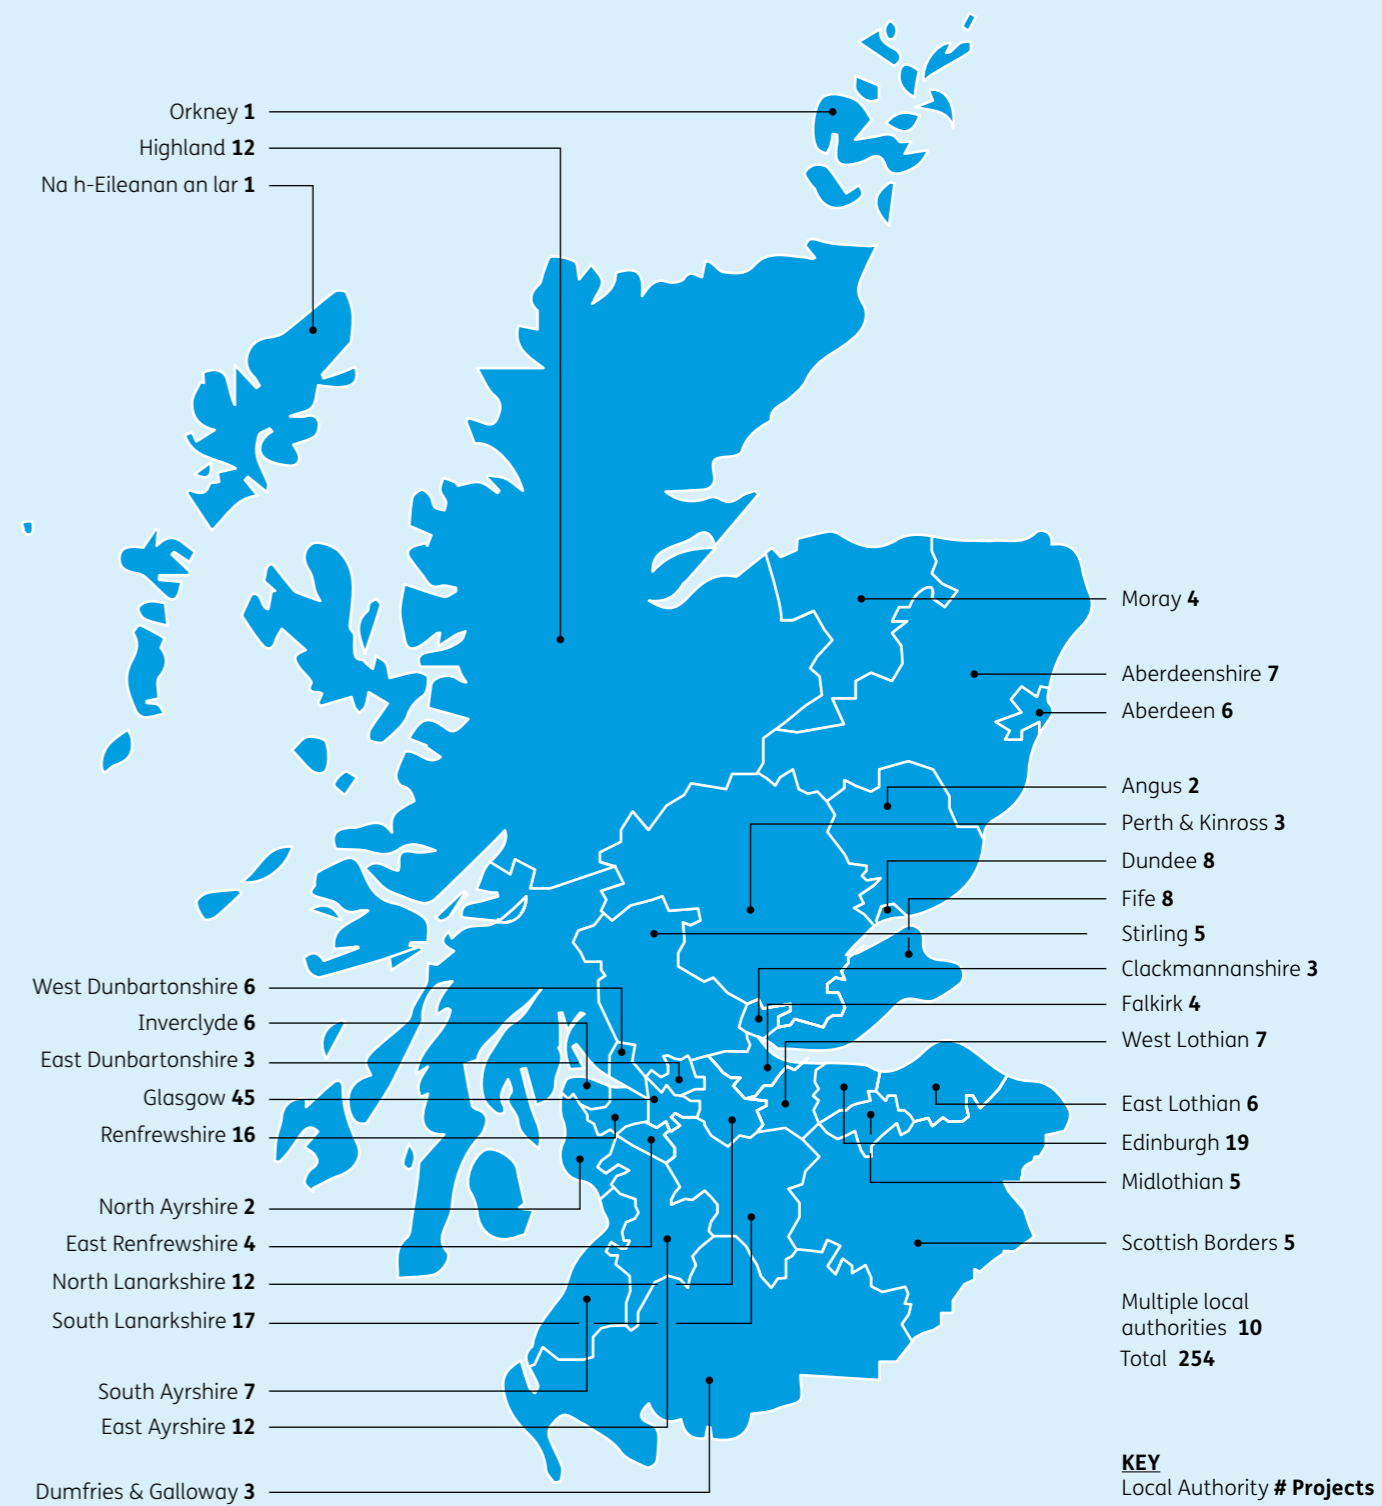 Orkney 1
Highland 12
Na h-Eileanan an lar 1
Moray 4
Aberdeenshire 7
Aberdeen 6
Angus 2
Perth & Kinross 3
Dundee 8
Fife 8
Stirling 5
Clackmannanshire 3
Falkirk 4
West Lothian 7
East Lothian 6
Edinburgh 19
Midlothian 5
Scottish Borders 5
West Dunbartonshire 6
Inverclyde 6
East Dunbartonshire 3
Glasgow 45
Renfrewshire 16
North Ayrshire 2
East Renfrewshire 4
North Lanarkshire 12
South Lanarkshire 17
South Ayrshire 7
East Ayrshire 12
Dumfries & Galloway 3
Multiple local
authorities 10
Total 254
KEY
Local Authority # Projects